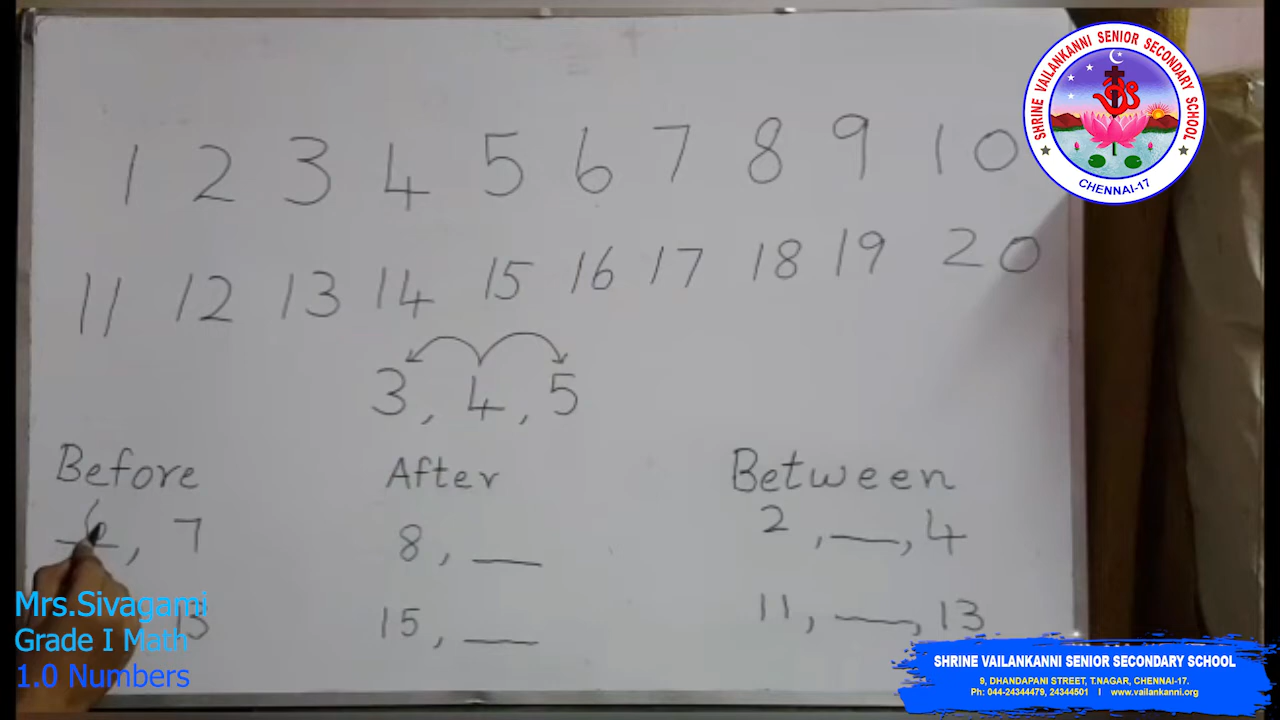 1 2 3 4 5 6 7 8 9 10
11 12 13 14 15 16 17 18 19 20
3, 4, 5
Before After Between
6, 7 8, __ 2, __, 4
13 15, __ 11, __, 13
SHRINE VAILANKANNI SENIOR SECONDARY SCHOOL
CHENNAI-17
Mrs.Sivagami
Grade I Math
1.0 Numbers
SHRINE VAILANKANNI SENIOR SECONDARY SCHOOL
9, DHANDAPANI STREET, T.NAGAR, CHENNAI-17.
Ph: 044-24344479, 24344501 I www.vailankanni.org